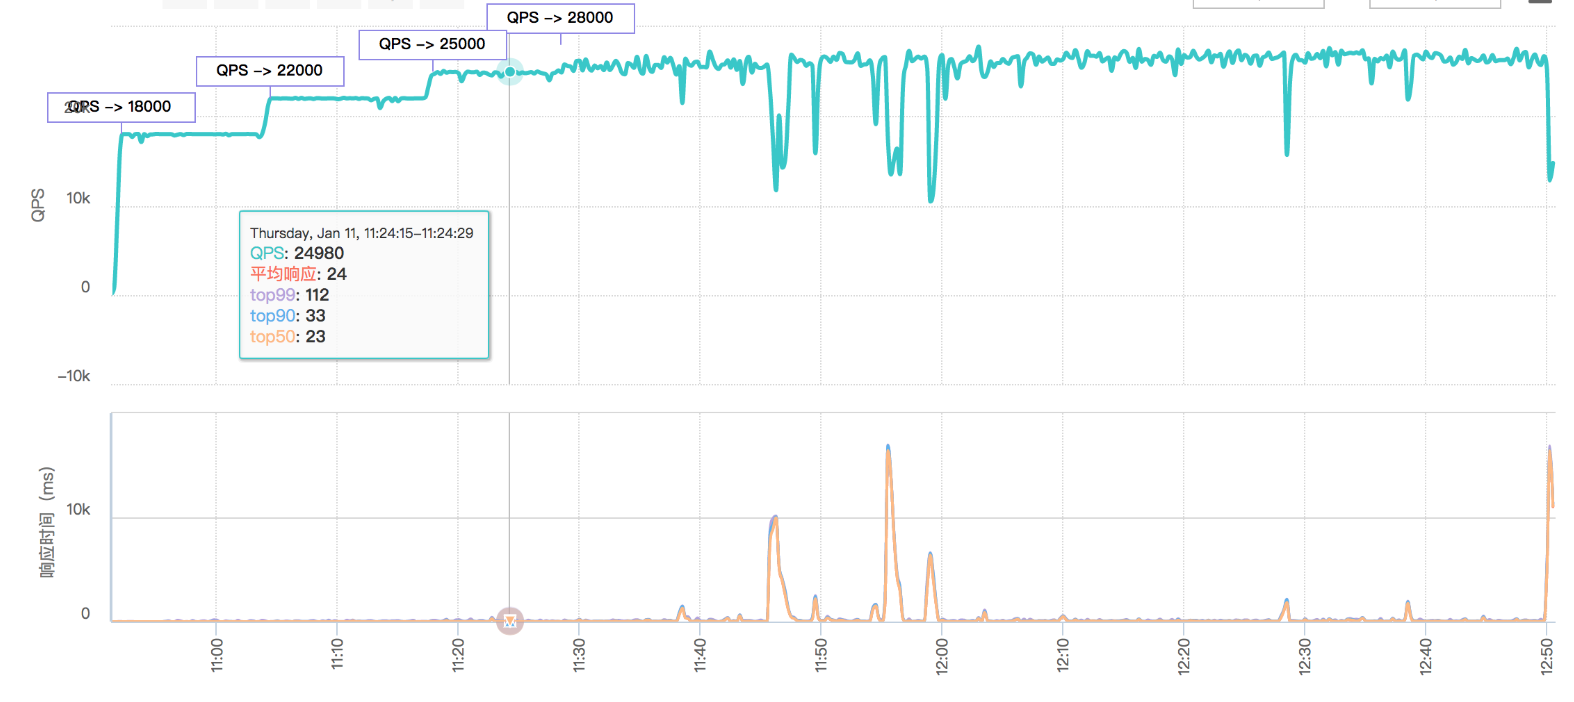 QPS -> 28000
QPS -> 25000
QPS -> 22000
QPS -> 18000
20k
10k
0
-10k
QPS
Thursday, Jan 11, 11:24:15-11:24:29
QPS: 24980
平均响应: 24
top99: 112
top90: 33
top50: 23
响应时间 (ms)
10k
0
11:00
11:10
11:20
11:30
11:40
11:50
12:00
12:10
12:20
12:30
12:40
12:50